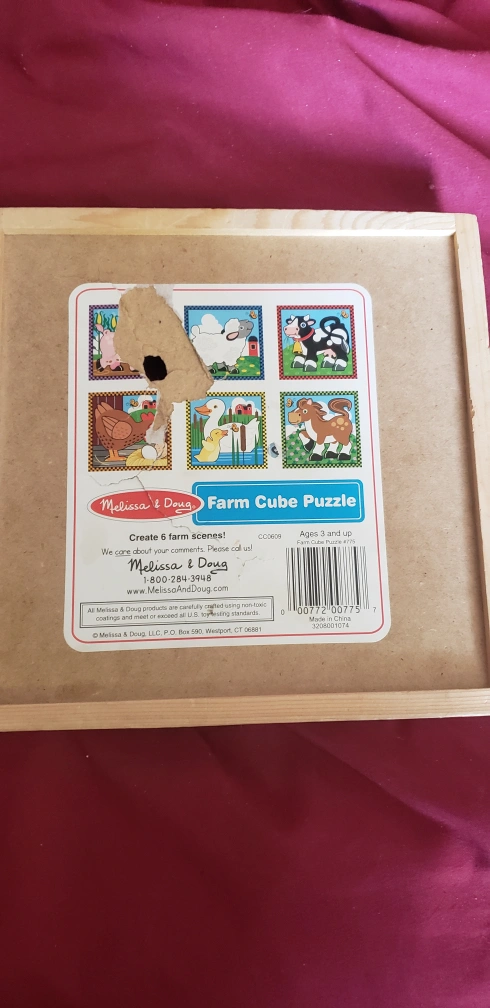 Melissa & Doug®
Farm Cube Puzzle
Create 6 farm scenes!
CC0609
Ages 3 and up
Farm Cube Puzzle #775
We care about your comments. Please call us!
Melissa & Doug
1-800-284-3948
www.MelissaAndDoug.com
All Melissa & Doug products are carefully crafted using non-toxic
coatings and meet or exceed all U.S. toy testing standards.
© Melissa & Doug, LLC, P.O. Box 590, Westport, CT 06881
0 00772 00775 7
Made in China
3208001074